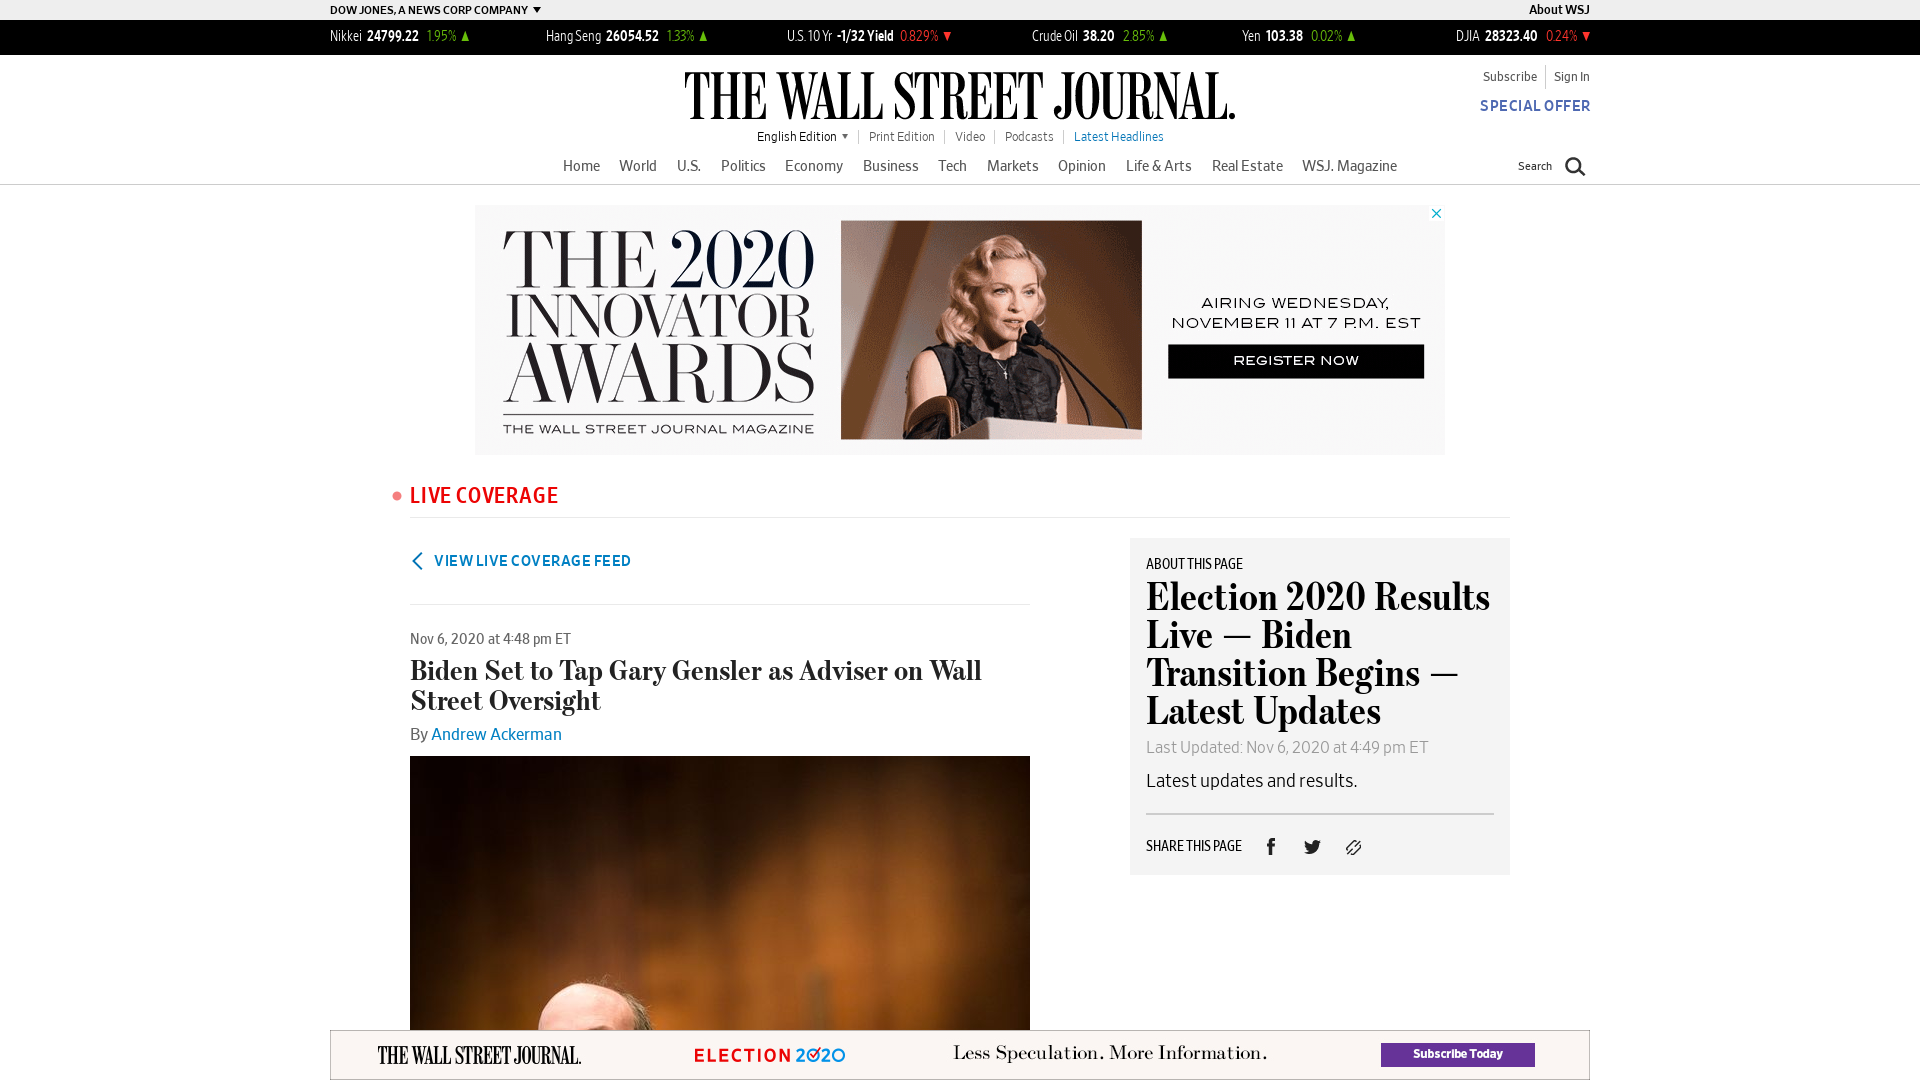 DOW JONES, A NEWS CORP COMPANY
About WSJ
Nikkei 24799.22 1.95%
Hang Seng 26054.52 1.33%
U.S. 10 Yr -1/32 Yield 0.829%
Crude Oil 38.20 2.85%
Yen 103.38 0.02%
DJIA 28323.40 0.24%
THE WALL STREET JOURNAL.
Subscribe
Sign In
SPECIAL OFFER
English Edition
Print Edition
Video
Podcasts
Latest Headlines
Home World U.S. Politics Economy Business Tech Markets Opinion Life & Arts Real Estate WSJ. Magazine
Search
THE 2020
INNOVATOR
AWARDS
THE WALL STREET JOURNAL MAGAZINE
AIRING WEDNESDAY,
NOVEMBER 11 AT 7 P.M. EST
REGISTER NOW
LIVE COVERAGE
VIEW LIVE COVERAGE FEED
Nov 6, 2020 at 4:48 pm ET
Biden Set to Tap Gary Gensler as Adviser on Wall
Street Oversight
By Andrew Ackerman
ABOUT THIS PAGE
Election 2020 Results
Live — Biden
Transition Begins —
Latest Updates
Last Updated: Nov 6, 2020 at 4:49 pm ET
Latest updates and results.
SHARE THIS PAGE
THE WALL STREET JOURNAL.
ELECTION 2020
Less Speculation. More Information.
Subscribe Today